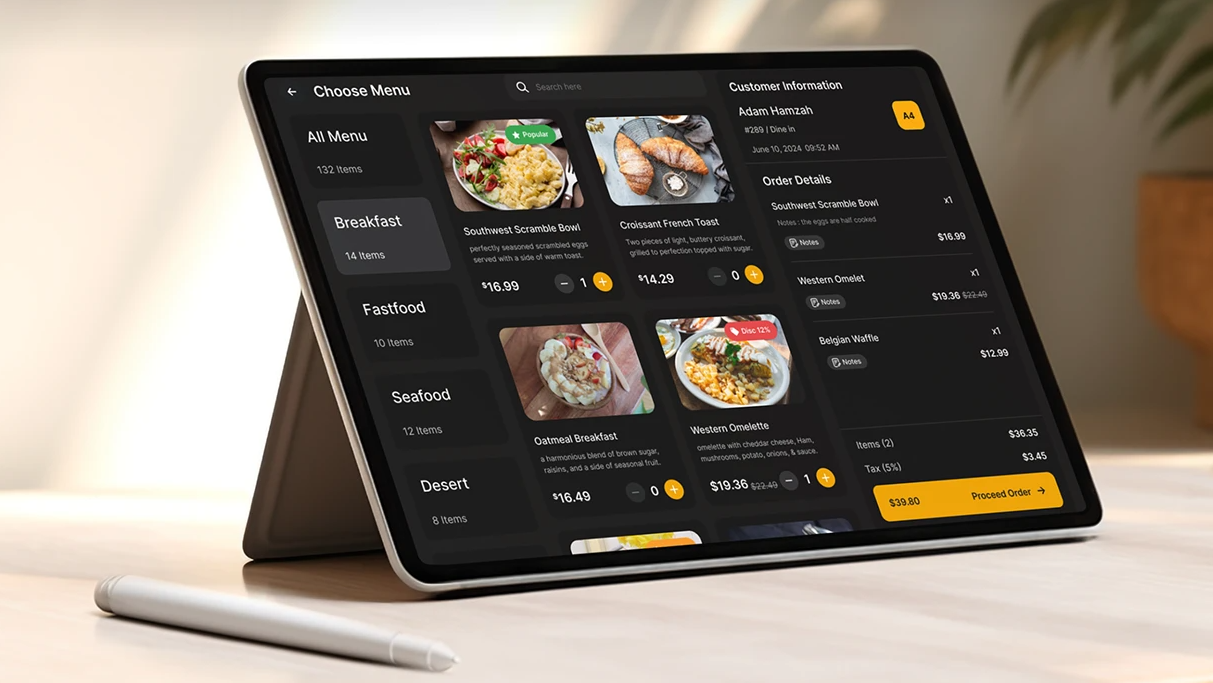 Choose Menu
Search here
All Menu
132 Items
Breakfast
14 Items
Fastfood
10 Items
Seafood
12 Items
Desert
8 Items
Popular
Southwest Scramble Bowl
perfectly seasoned scrambled eggs
served with a side of warm toast.
$16.99
1
Croissant French Toast
Two pieces of light, buttery croissant,
grilled to perfection topped with sugar.
$14.29
0
Oatmeal Breakfast
a harmonious blend of brown sugar,
raisins, and a side of seasonal fruit.
$16.49
0
Disc 12%
Western Omelette
omelette with cheddar cheese, Ham,
mushrooms, potato, onions, & sauce.
$19.36 $22.49
1
Customer Information
Adam Hamzah
#289 / Dine in
June 10, 2024 09:52 AM
A4
Order Details
Southwest Scramble Bowl x1
Notes : the eggs are half cooked
Notes
$16.99
Western Omelet x1
Notes
$19.36 $22.49
Belgian Waffle x1
Notes
$12.99
Items (2) $36.35
Tax (5%) $3.45
$39.80 Proceed Order